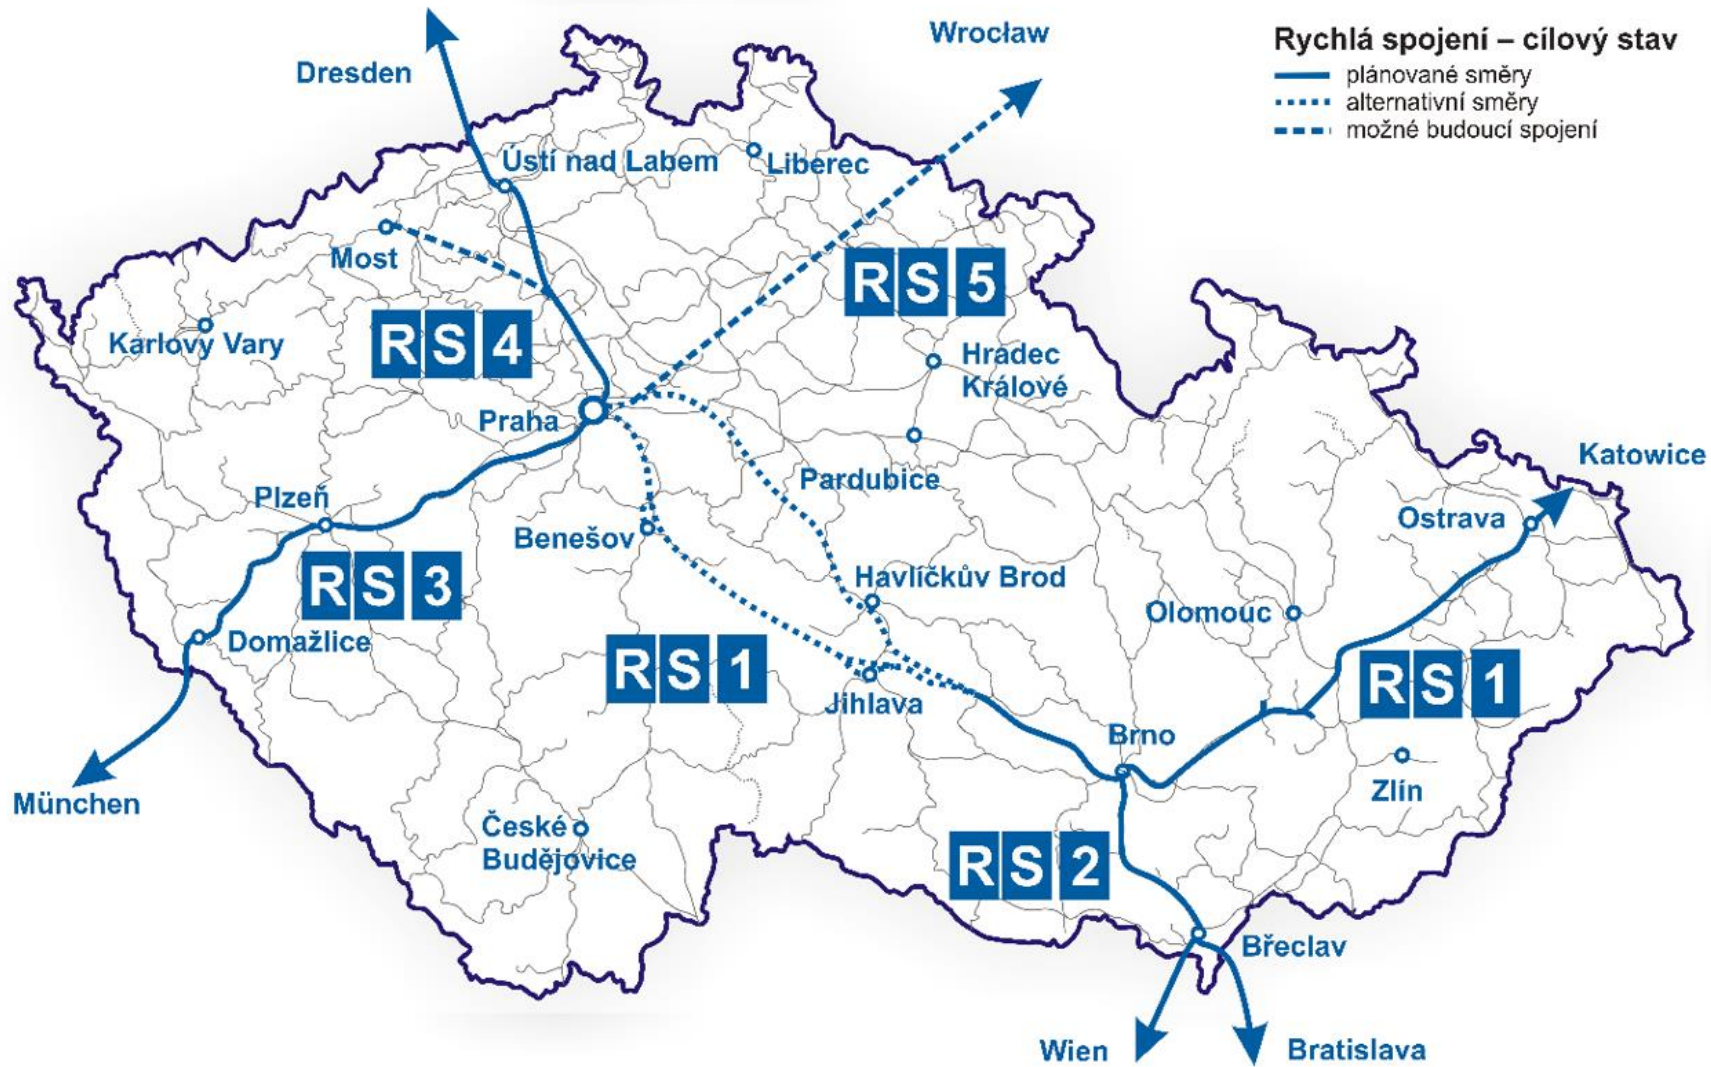 Wrocław
Rychlá spojení – cílový stav
plánované směry
alternativní směry
možné budoucí spojení
Dresden
Ústí nad Labem
Liberec
Most
RS 5
Karlovy Vary
RS 4
Hradec
Králové
Praha
Pardubice
Katowice
Plzeň
Ostrava
Benešov
RS 3
Havlíčkův Brod
Olomouc
Domažlice
RS 1
RS 1
Jihlava
Brno
Zlín
München
České
Budějovice
RS 2
Břeclav
Wien
Bratislava